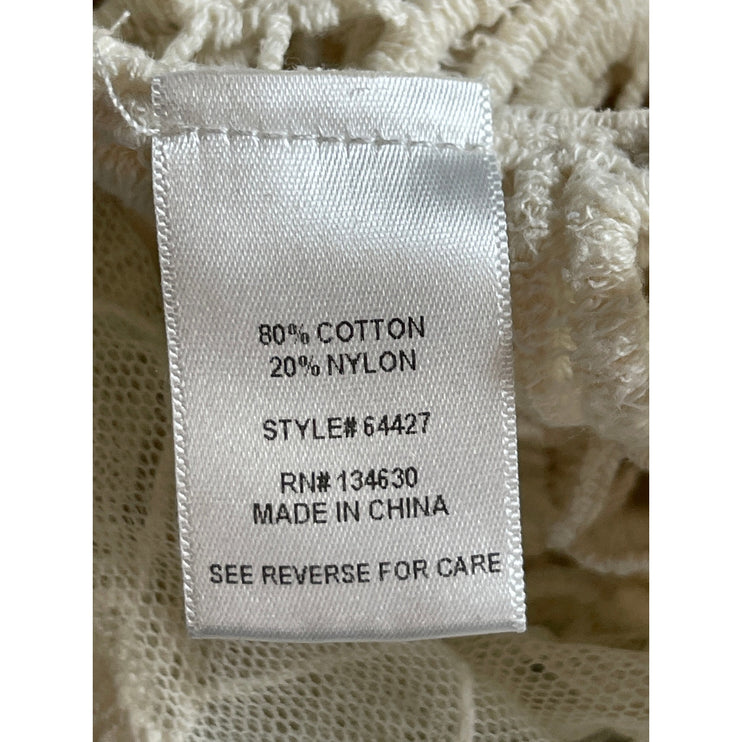 80% COTTON
20% NYLON
STYLE# 64427
RN# 134630
MADE IN CHINA
SEE REVERSE FOR CARE